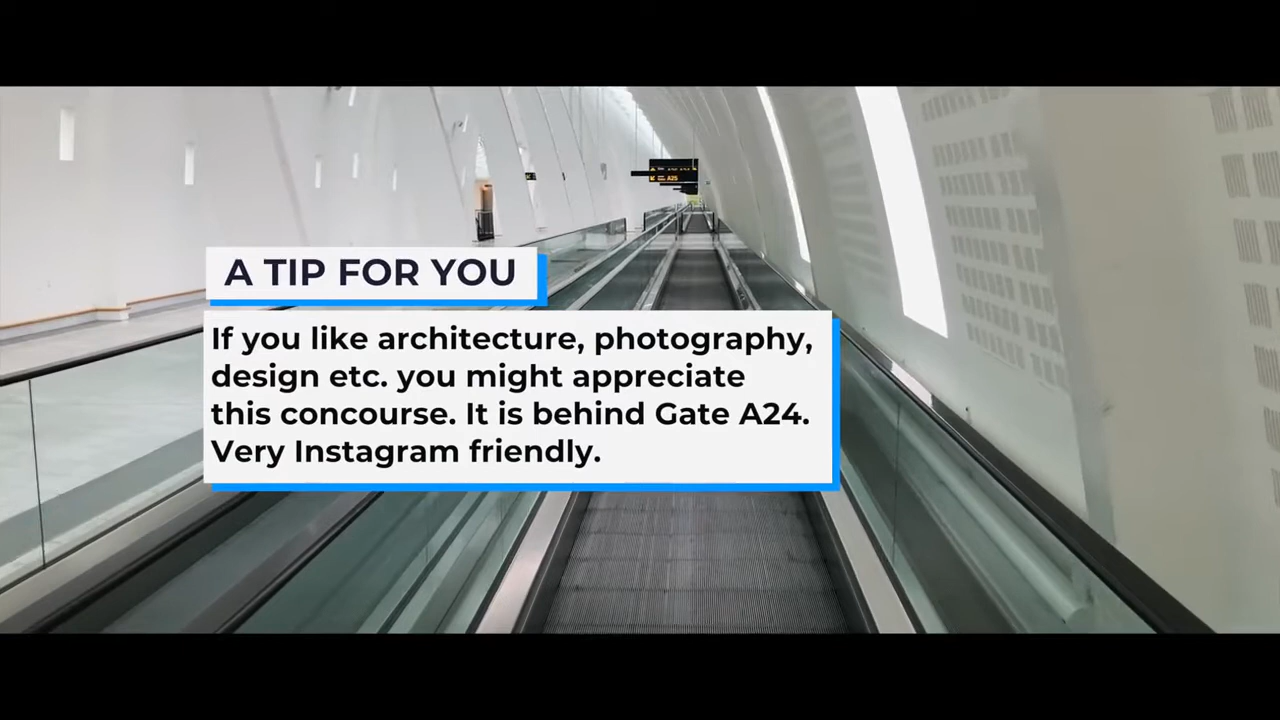 A25
A TIP FOR YOU
If you like architecture, photography,
design etc. you might appreciate
this concourse. It is behind Gate A24.
Very Instagram friendly.